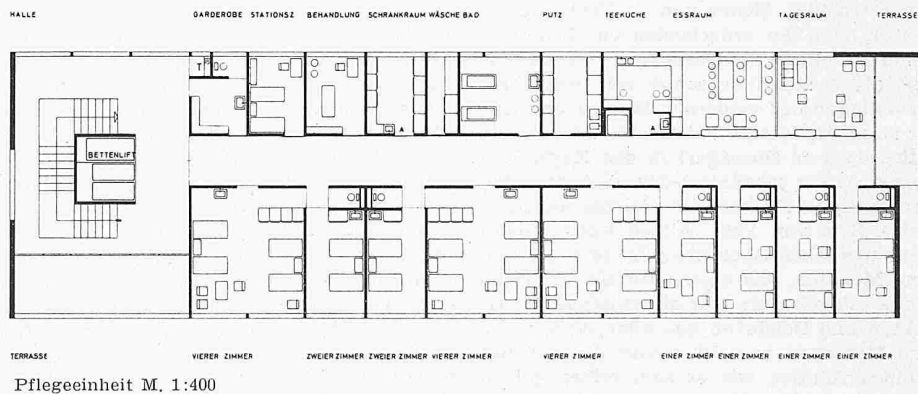 HALLE GARDEROBE STATIONSZ BEHANDLUNG SCHRANKRAUM WÄSCHE BAD PUTZ TEEKÜCHE ESSRAUM TAGESRAUM TERRASSE
T
A
A
BETTENLIFT
TERRASSE VIERER ZIMMER ZWEIER ZIMMER ZWEIER ZIMMER VIERER ZIMMER VIERER ZIMMER EINER ZIMMER EINER ZIMMER EINER ZIMMER EINER ZIMMER
Pflegeeinheit M. 1:400